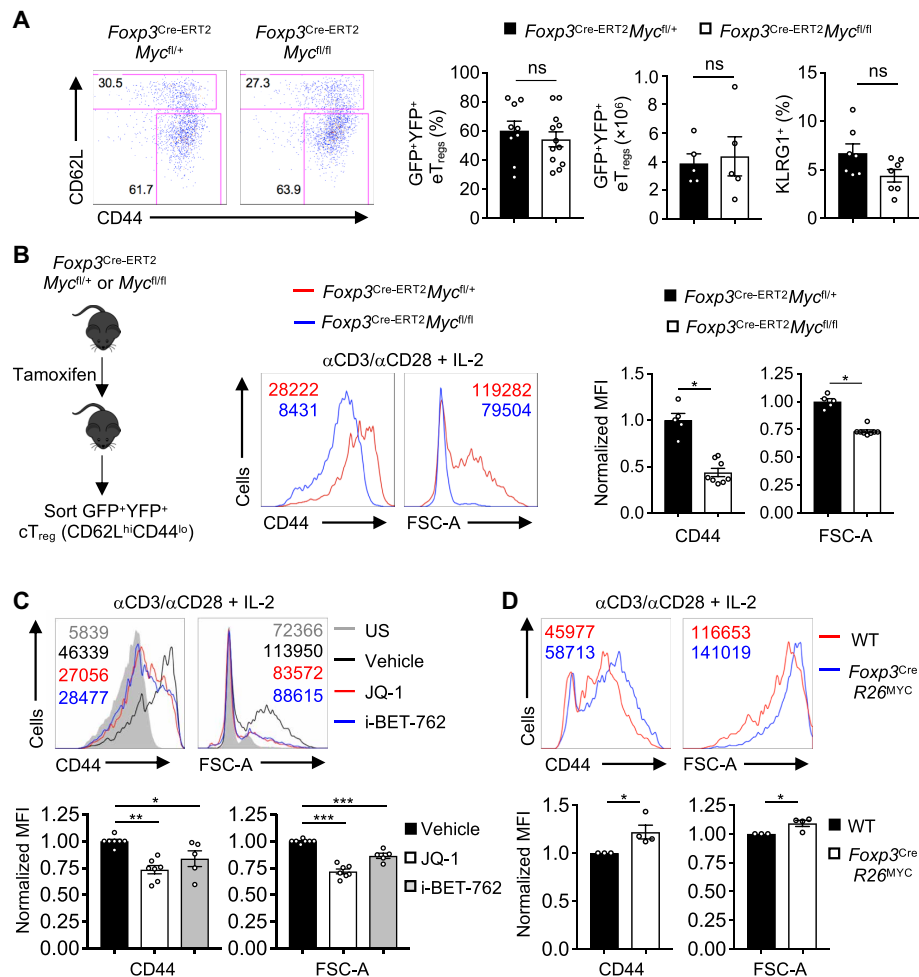 A
Foxp3Cre-ERT2
Mycfl/+
Foxp3Cre-ERT2
Mycfl/fl
30.5
61.7
27.3
63.9
CD62L
CD44
Foxp3Cre-ERT2Mycfl/+
Foxp3Cre-ERT2Mycfl/fl
GFP+YFP+
eTregs (%)
100
80
60
40
20
0
ns
GFP+YFP+
eTregs (×10⁶)
10
8
6
4
2
0
ns
KLRG1+ (%)
15
10
5
0
ns
B
Foxp3Cre-ERT2
Mycfl/+ or Mycfl/fl
Tamoxifen
Sort GFP+YFP+
cTreg (CD62LhiCD44lo)
Foxp3Cre-ERT2Mycfl/+
Foxp3Cre-ERT2Mycfl/fl
αCD3/αCD28 + IL-2
28222
8431
119282
79504
Cells
CD44
FSC-A
Foxp3Cre-ERT2Mycfl/+
Foxp3Cre-ERT2Mycfl/fl
Normalized MFI
1.5
1.0
0.5
0.0
*
CD44
1.25
1.00
0.75
0.50
0.25
0.00
*
FSC-A
C
αCD3/αCD28 + IL-2
5839
46339
27056
28477
72366
113950
83572
88615
Cells
CD44
FSC-A
US
Vehicle
JQ-1
i-BET-762
Normalized MFI
1.25
1.00
0.75
0.50
0.25
0.00
*
**
CD44
1.25
1.00
0.75
0.50
0.25
0.00
***
***
FSC-A
Vehicle
JQ-1
i-BET-762
D
αCD3/αCD28 + IL-2
45977
58713
116653
141019
Cells
CD44
FSC-A
WT
Foxp3Cre
R26MYC
Normalized MFI
1.5
1.0
0.5
0.0
*
CD44
1.25
1.00
0.75
0.50
0.25
0.00
*
FSC-A
WT
Foxp3Cre
R26MYC